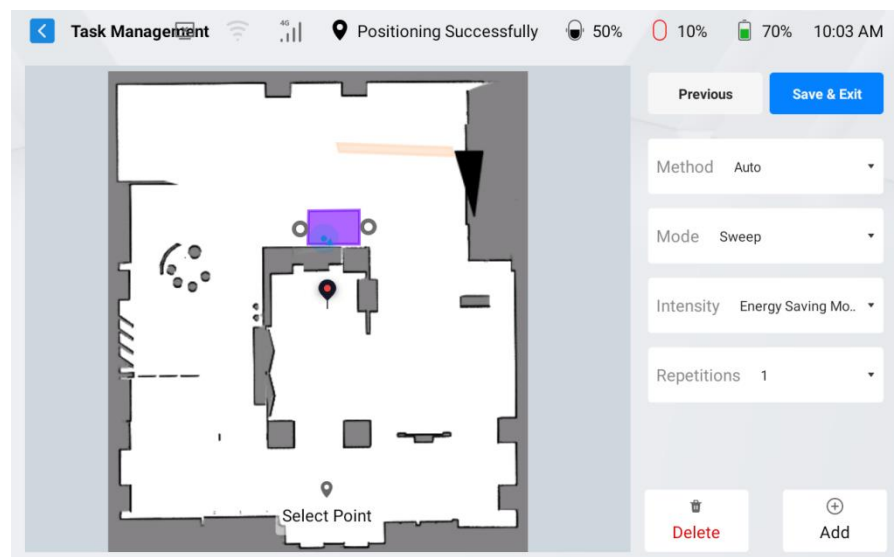 Task Management 4G Positioning Successfully 50% 10% 70% 10:03 AM
Previous Save & Exit
Method Auto
Mode Sweep
Intensity Energy Saving Mo..
Repetitions 1
Select Point
Delete Add